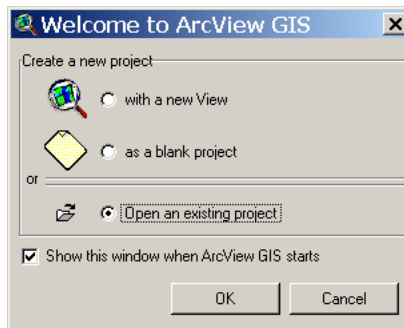 Welcome to ArcView GIS
Create a new project
with a new View
as a blank project
or
Open an existing project
Show this window when ArcView GIS starts
OK Cancel